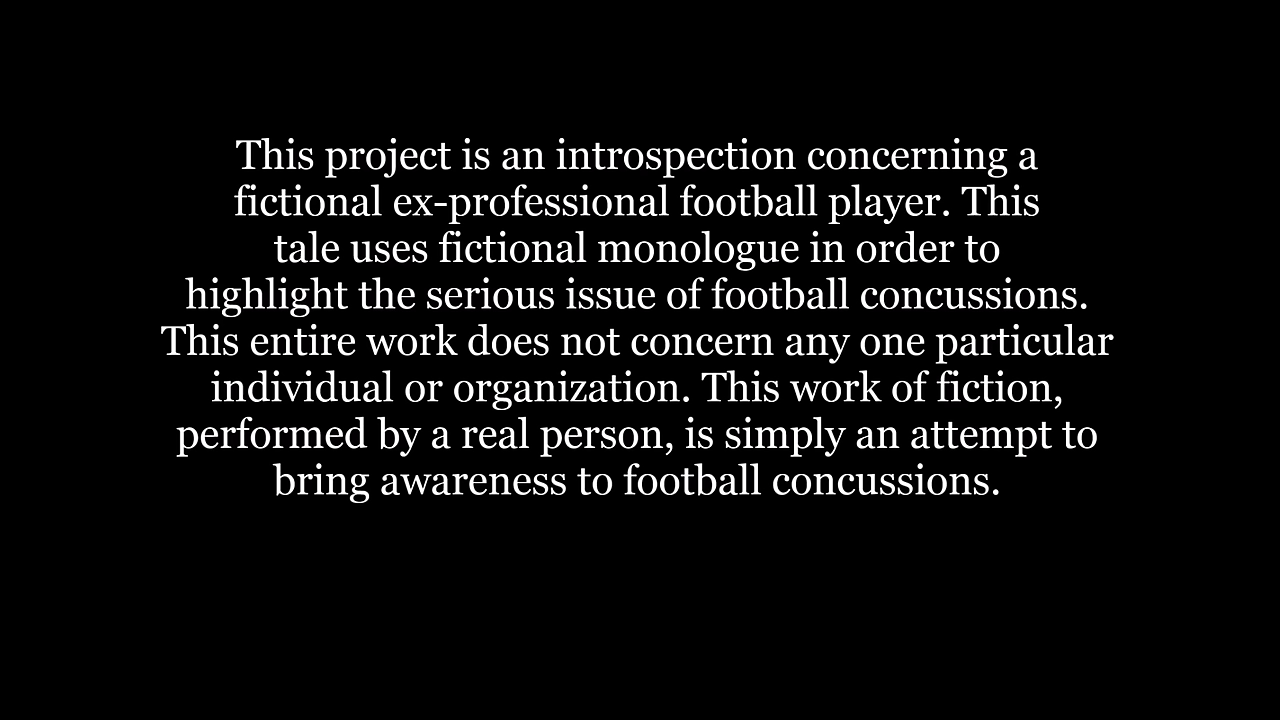 This project is an introspection concerning a
fictional ex-professional football player. This
tale uses fictional monologue in order to
highlight the serious issue of football concussions.
This entire work does not concern any one particular
individual or organization. This work of fiction,
performed by a real person, is simply an attempt to
bring awareness to football concussions.